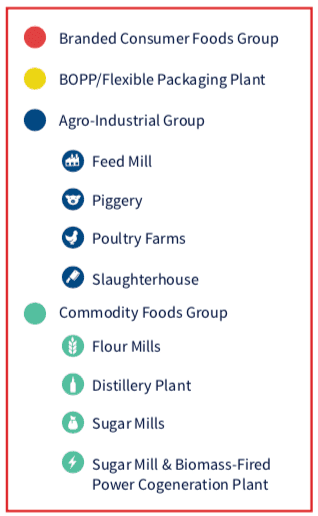 Branded Consumer Foods Group
BOPP/Flexible Packaging Plant
Agro-Industrial Group
Feed Mill
Piggery
Poultry Farms
Slaughterhouse
Commodity Foods Group
Flour Mills
Distillery Plant
Sugar Mills
Sugar Mill & Biomass-Fired
Power Cogeneration Plant